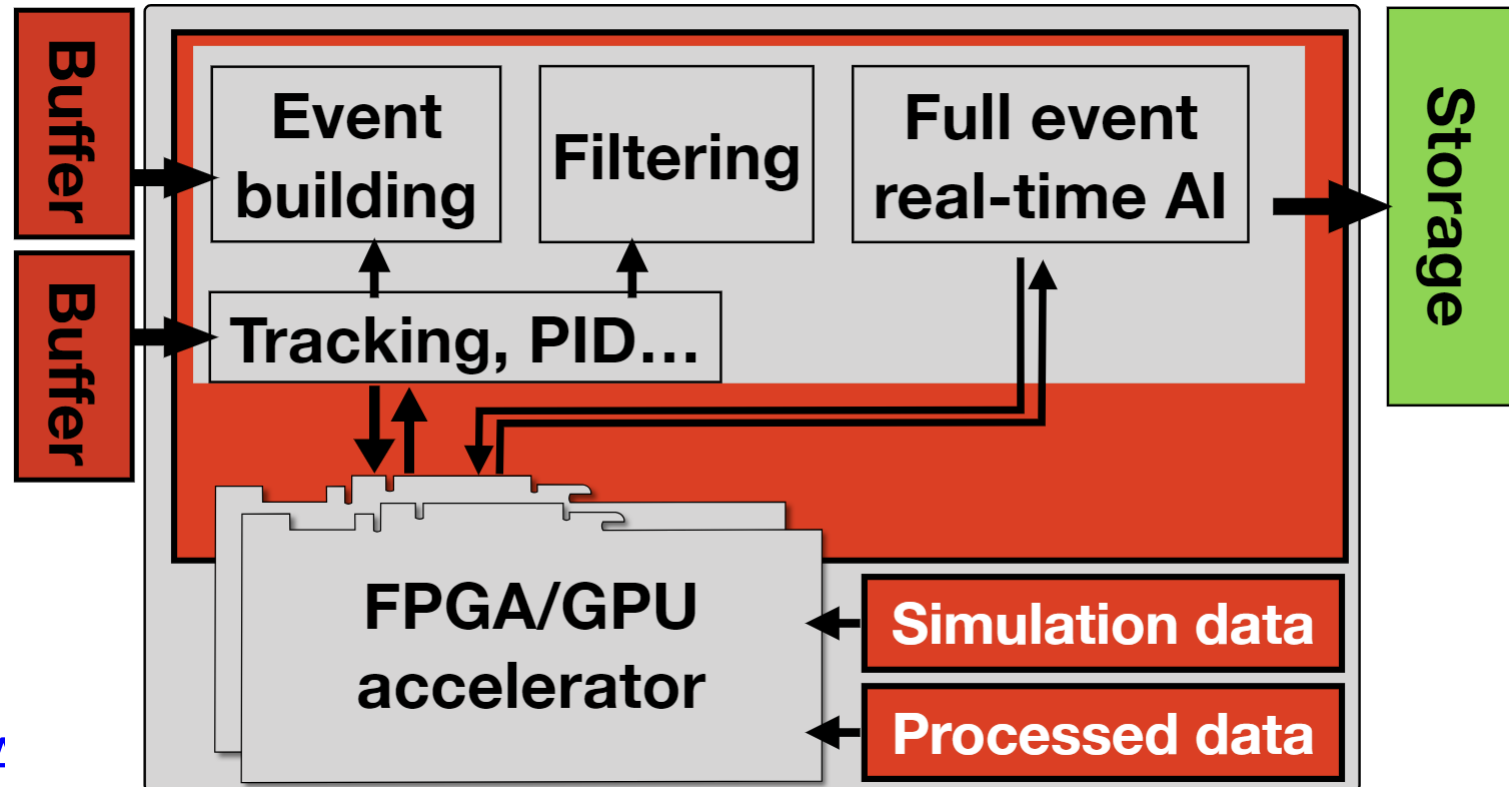 Buffer
Buffer
Event
building
Filtering
Full event
real-time AI
Storage
Tracking, PID…
FPGA/GPU
accelerator
Simulation data
Processed data